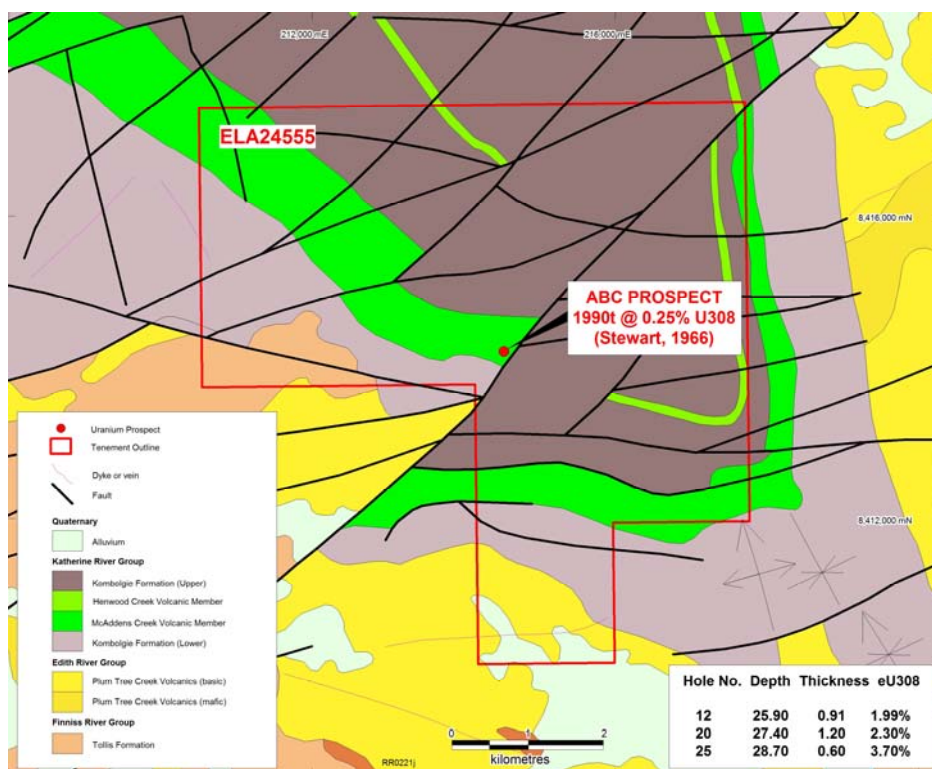 212,000 mE
216,000 mE
ELA24555
8,416,000 mN
ABC PROSPECT
1990t @ 0.25% U308
(Stewart, 1966)
8,412,000 mN
Uranium Prospect
Tenement Outline
Dyke or vein
Fault
Quaternary
Alluvium
Katherine River Group
Kombolgie Formation (Upper)
Henwood Creek Volcanic Member
McAddens Creek Volcanic Member
Kombolgie Formation (Lower)
Edith River Group
Plum Tree Creek Volcanics (basic)
Plum Tree Creek Volcanics (mafic)
Finniss River Group
Tollis Formation
0 1 2
kilometres
RR0221j
Hole No. Depth Thickness eU308
12 25.90 0.91 1.99%
20 27.40 1.20 2.30%
25 28.70 0.60 3.70%